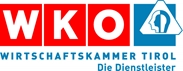 WKO
WIRTSCHAFTSKAMMER TIROL
Die Dienstleister